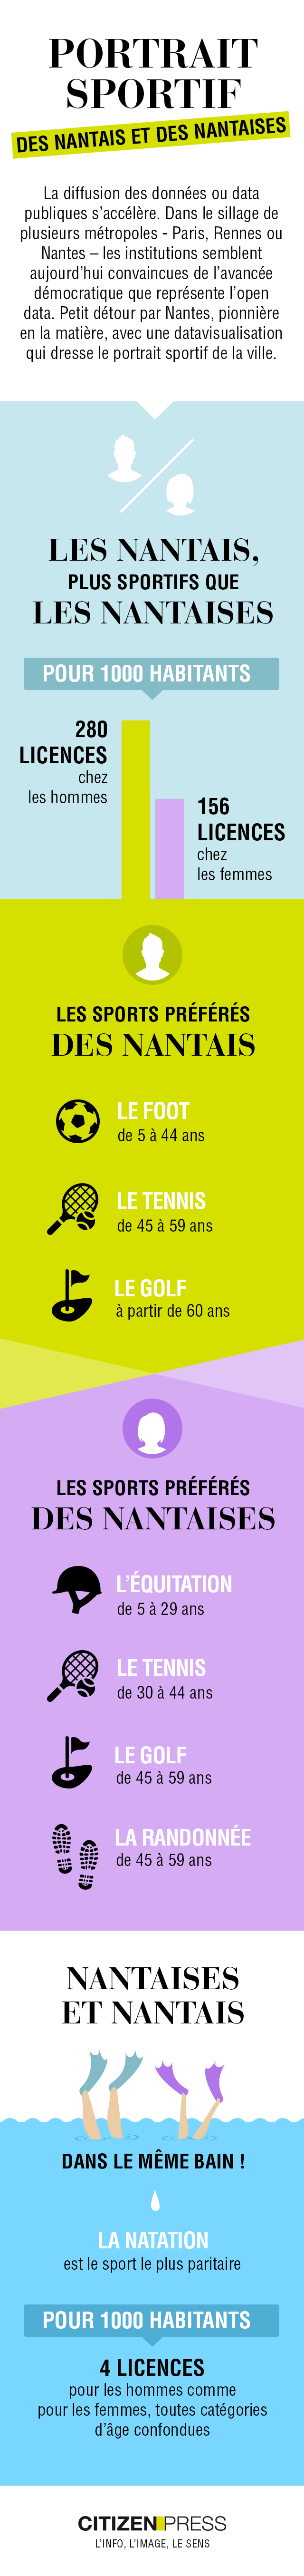 PORTRAIT
SPORTIF
DES NANTAIS ET DES NANTAISES
La diffusion des données ou data
publiques s'accélère. Dans le sillage de
plusieurs métropoles - Paris, Rennes ou
Nantes – les institutions semblent
aujourd'hui convaincues de l'avancée
démocratique que représente l'open
data. Petit détour par Nantes, pionnière
en la matière, avec une datavisualisation
qui dresse le portrait sportif de la ville.
LES NANTAIS,
PLUS SPORTIFS QUE
LES NANTAISES
POUR 1000 HABITANTS
280
LICENCES
chez
les hommes
156
LICENCES
chez
les femmes
LES SPORTS PRÉFÉRÉS
DES NANTAIS
LE FOOT
de 5 à 44 ans
LE TENNIS
de 45 à 59 ans
LE GOLF
à partir de 60 ans
LES SPORTS PRÉFÉRÉS
DES NANTAISES
L'ÉQUITATION
de 5 à 29 ans
LE TENNIS
de 30 à 44 ans
LE GOLF
de 45 à 59 ans
LA RANDONNÉE
de 45 à 59 ans
NANTAISES
ET NANTAIS
DANS LE MÊME BAIN !
LA NATATION
est le sport le plus paritaire
POUR 1000 HABITANTS
4 LICENCES
pour les hommes comme
pour les femmes, toutes catégories
d'âge confondues
CITIZENPRESS
L'INFO, L'IMAGE, LE SENS